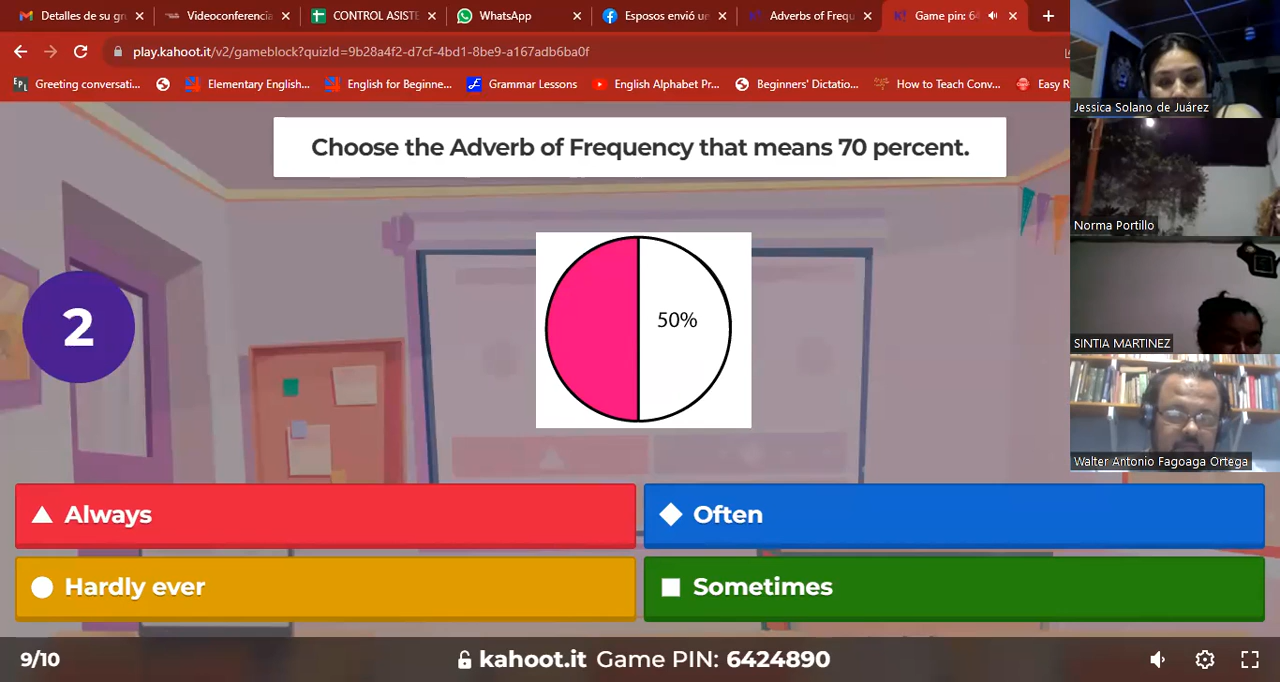 Detalles de su gr
Videoconferencia
CONTROL ASISTE
WhatsApp
Esposos envió un
Adverbs of Frequ
Game pin: 64
play.kahoot.it/v2/gameblock?quizId=9b28a4f2-d7cf-4bd1-8be9-a167adb6ba0f
Greeting conversati...
Elementary English...
English for Beginne...
Grammar Lessons
English Alphabet Pr...
Beginners' Dictatio...
How to Teach Conv...
Easy R
Choose the Adverb of Frequency that means 70 percent.
2
50%
Always
Often
Hardly ever
Sometimes
9/10
kahoot.it Game PIN: 6424890
Jessica Solano de Juárez
Norma Portillo
SINTIA MARTINEZ
Walter Antonio Fagoaga Ortega